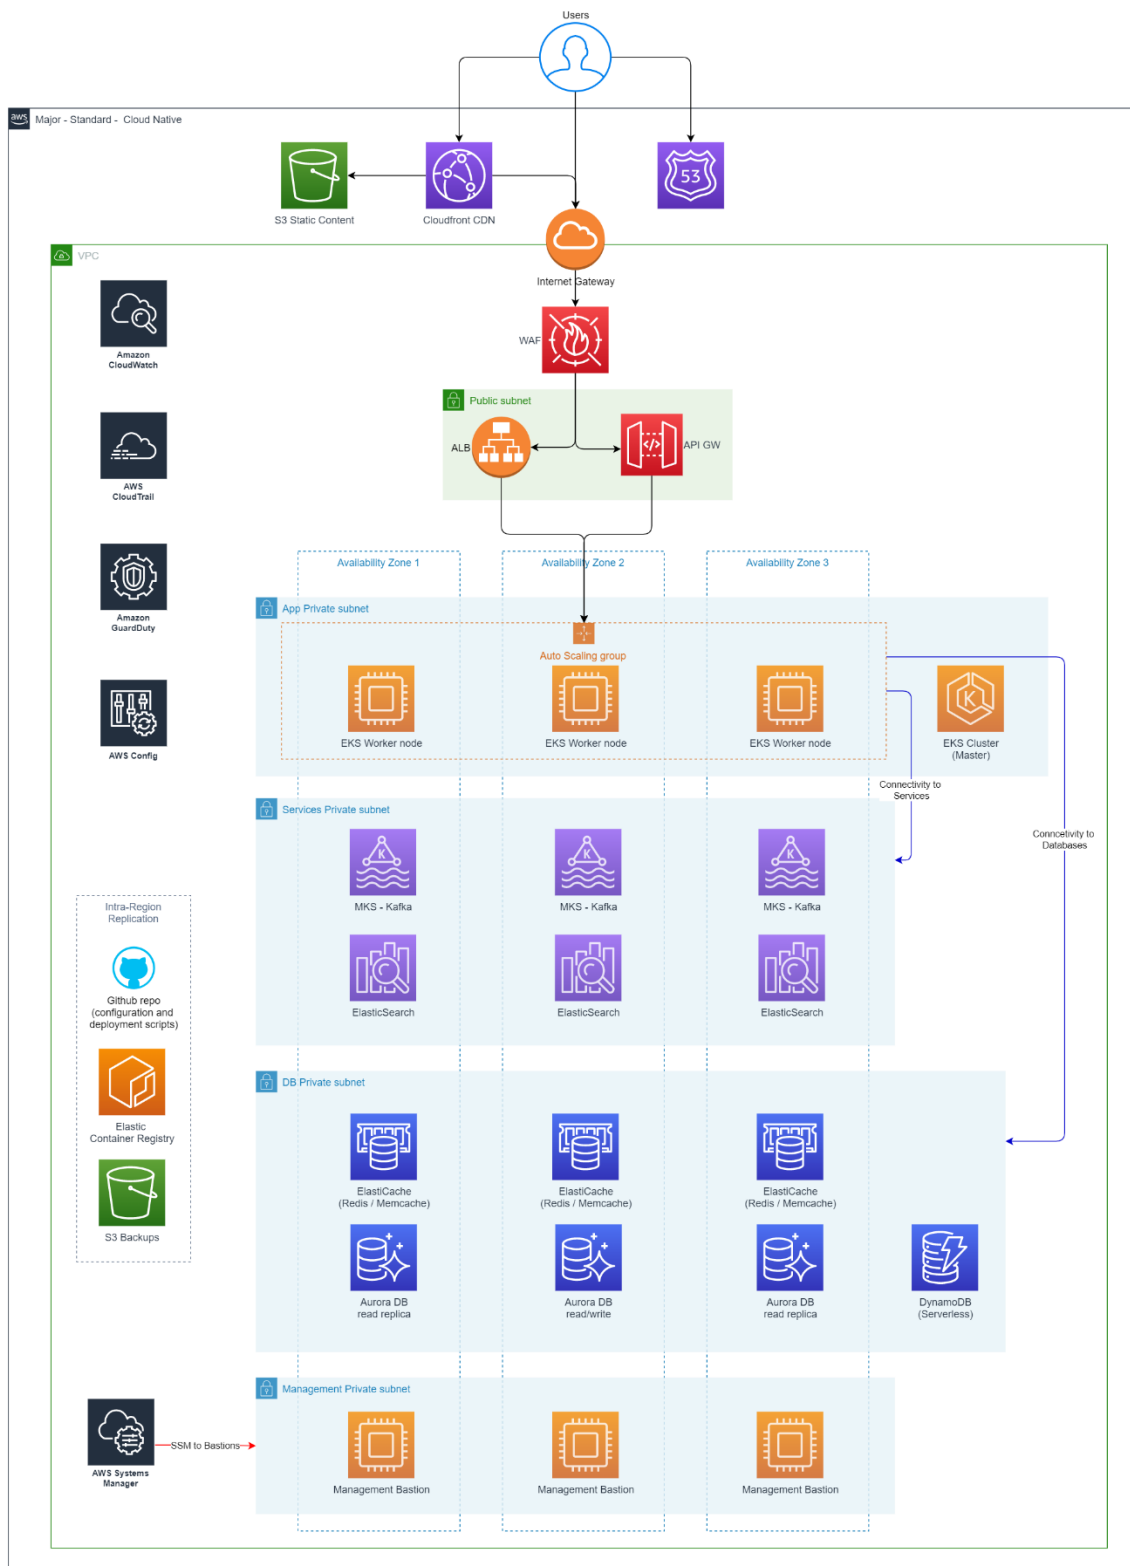 Users
aws
Major - Standard - Cloud Native
53
S3 Static Content
Cloudfront CDN
Internet Gateway
VPC
Amazon
CloudWatch
WAF
Public subnet
ALB
API GW
AWS
CloudTrail
Availability Zone 1
Availability Zone 2
Availability Zone 3
Amazon
GuardDuty
App Private subnet
Auto Scaling group
EKS Worker node
EKS Worker node
EKS Worker node
K
EKS Cluster
(Master)
AWS Config
Connectivity to
Services
Services Private subnet
K
K
K
MKS - Kafka
MKS - Kafka
MKS - Kafka
Conncetivity to
Databases
ElasticSearch
ElasticSearch
ElasticSearch
Intra-Region
Replication
Github repo
(configuration and
deployment scripts)
Elastic
Container Registry
S3 Backups
DB Private subnet
ElastiCache
(Redis / Memcache)
ElastiCache
(Redis / Memcache)
ElastiCache
(Redis / Memcache)
Aurora DB
read replica
Aurora DB
read/write
Aurora DB
read replica
DynamoDB
(Serverless)
Management Private subnet
SSM to Bastions
AWS Systems
Manager
Management Bastion
Management Bastion
Management Bastion